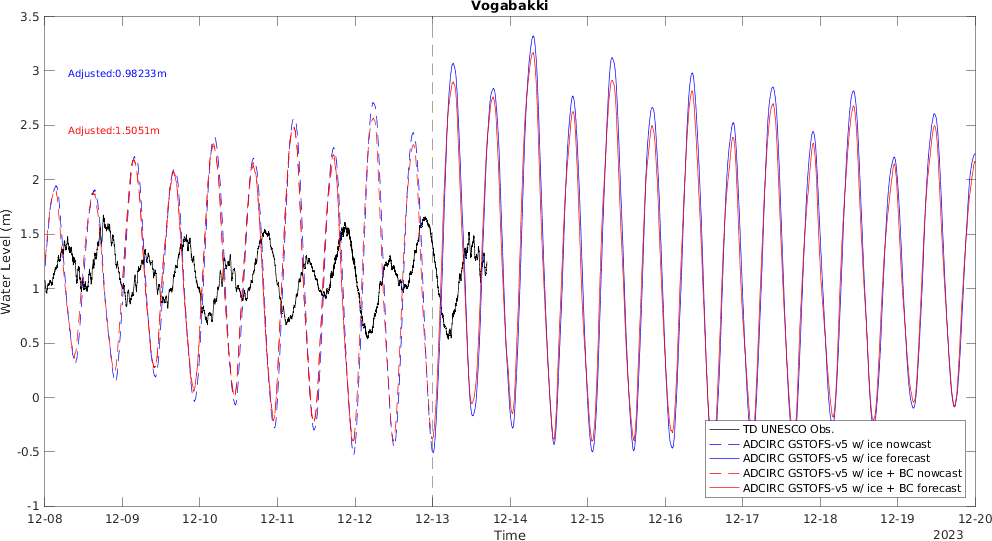 Vogabakki
3.5
3
2.5
2
1.5
1
0.5
0
-0.5
-1
Water Level (m)
Adjusted:0.98233m
Adjusted:1.5051m
TD UNESCO Obs.
ADCIRC GSTOFS-v5 w/ ice nowcast
ADCIRC GSTOFS-v5 w/ ice forecast
ADCIRC GSTOFS-v5 w/ ice + BC nowcast
ADCIRC GSTOFS-v5 w/ ice + BC forecast
12-08 12-09 12-10 12-11 12-12 12-13 12-14 12-15 12-16 12-17 12-18 12-19 12-20
Time
2023